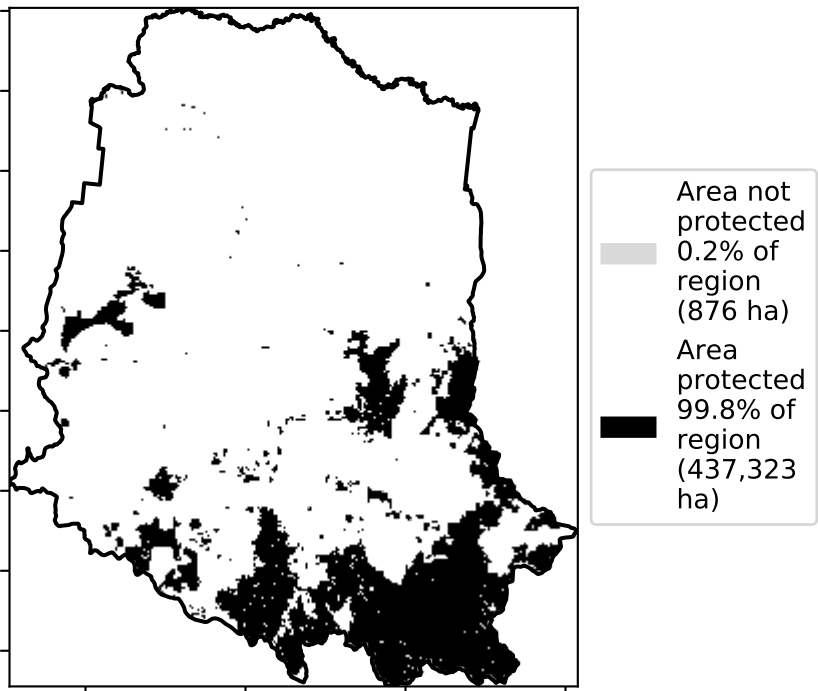 Area not
protected
0.2% of
region
(876 ha)
Area
protected
99.8% of
region
(437,323
ha)